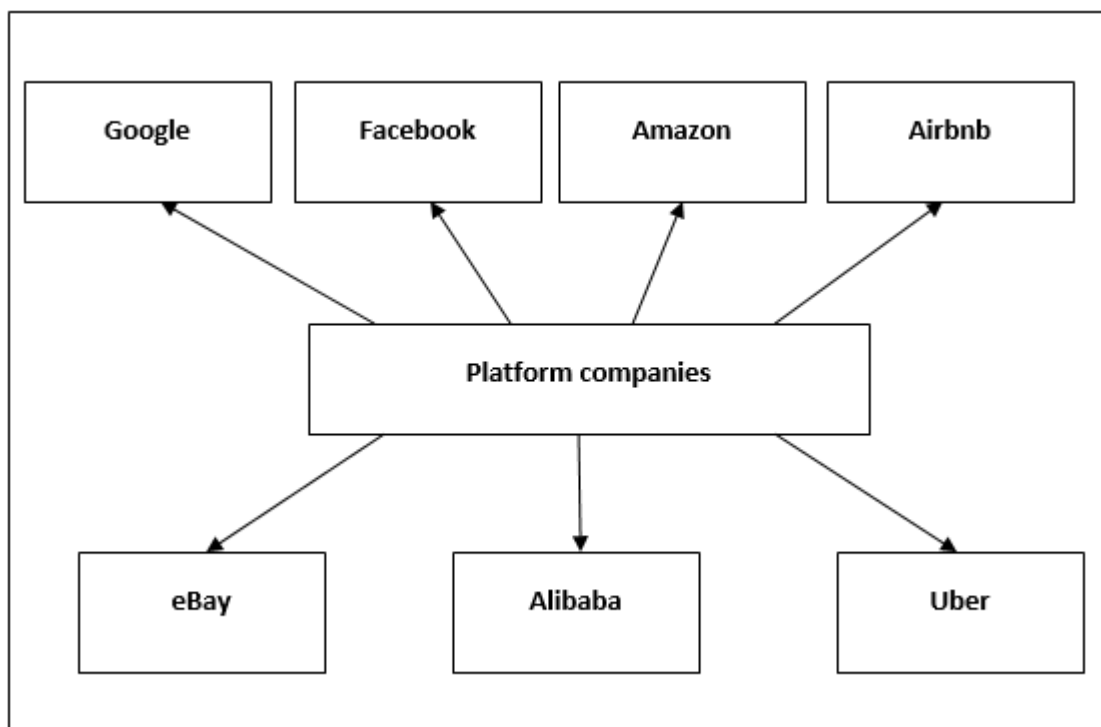 Google
Facebook
Amazon
Airbnb
Platform companies
eBay
Alibaba
Uber